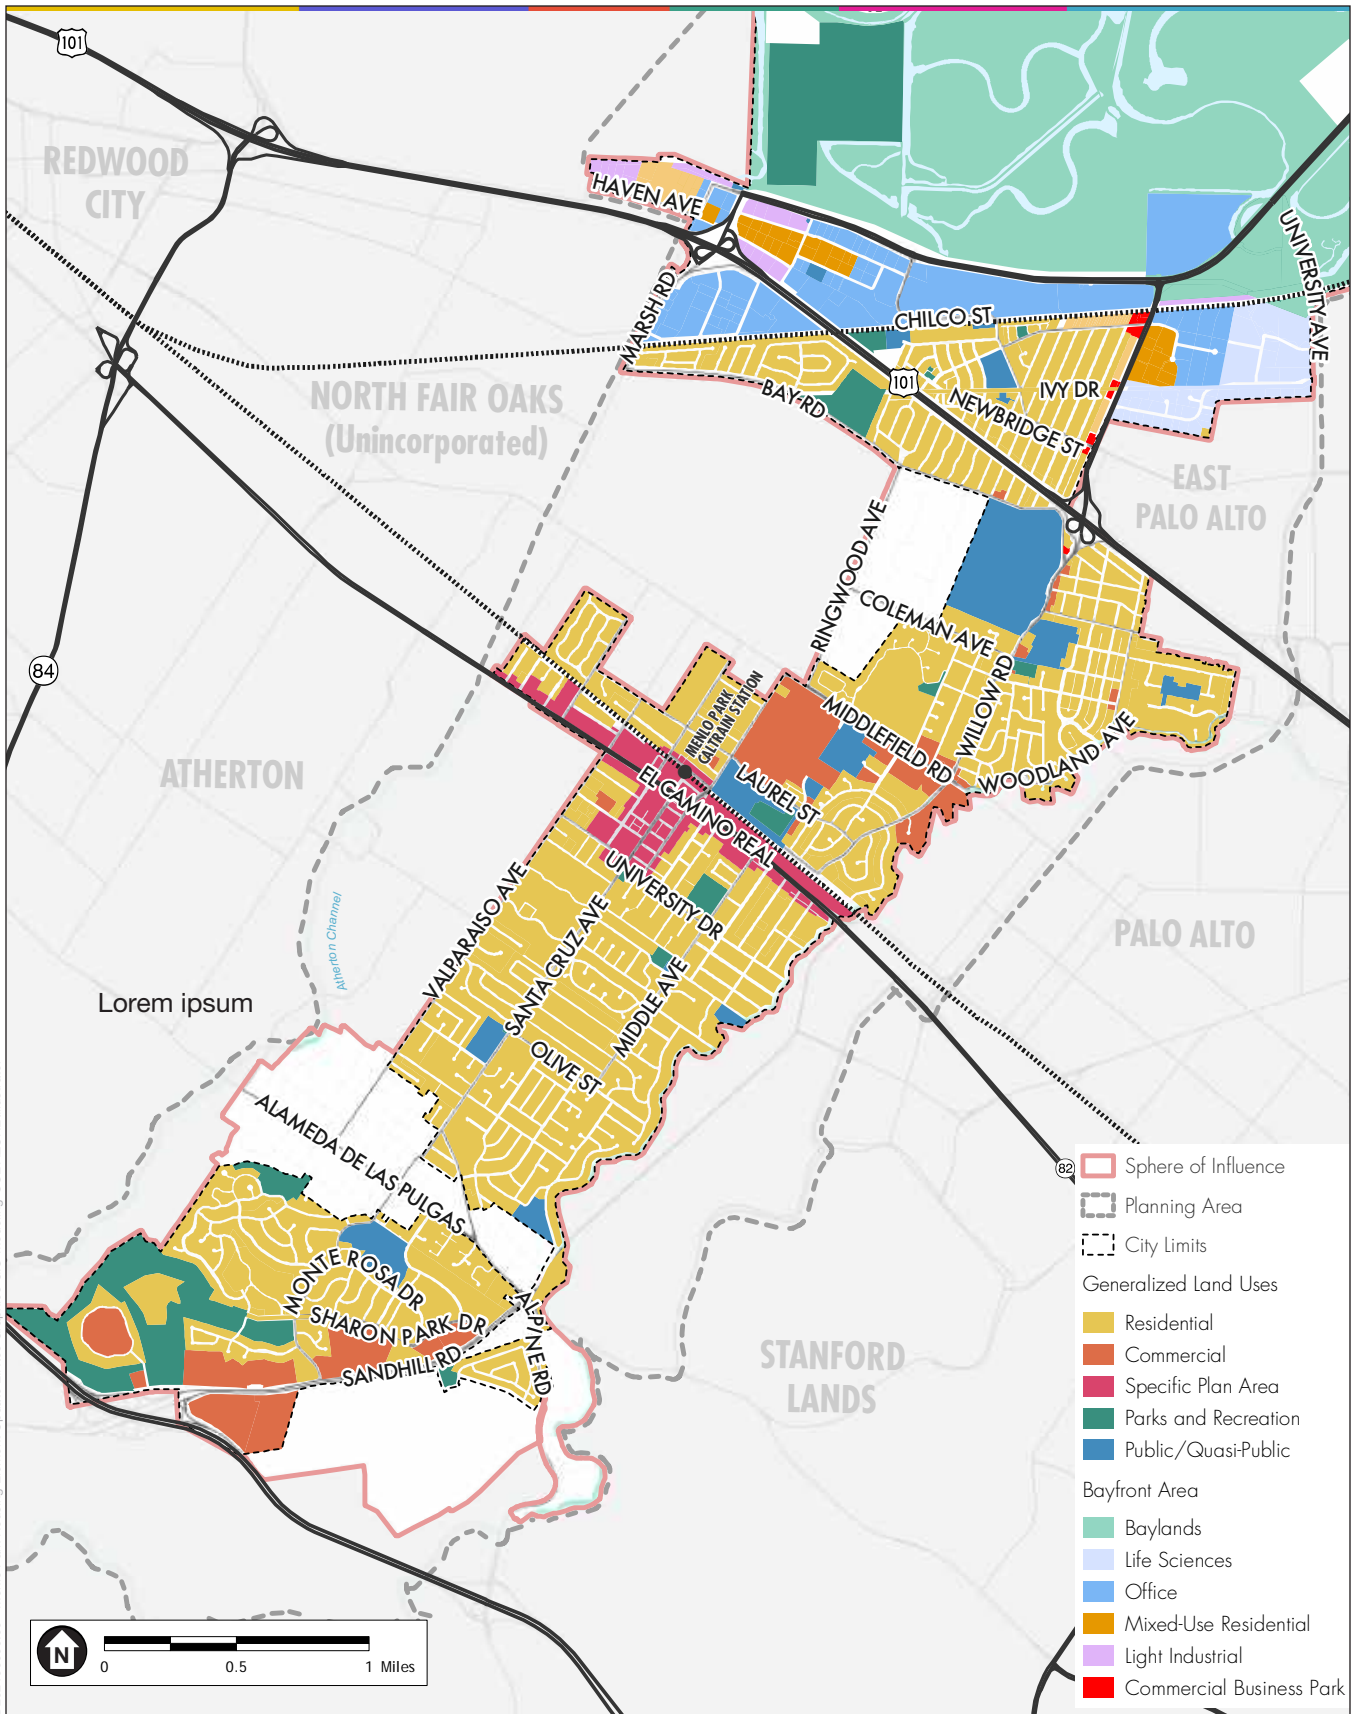 101
REDWOOD
CITY
HAVEN AVE
UNIVERSITY AVE
MARSH RD
CHILCO ST
101
NORTH FAIR OAKS
(Unincorporated)
BAY RD
IVY DR
NEWBRIDGE ST
EAST
PALO ALTO
RINGWOOD AVE
COLEMAN AVE
84
WILLOW RD
MENLO PARK
CALTRAIN STATION
MIDDLEFIELD RD
WOODLAND AVE
ATHERTON
LAUREL ST
EL CAMINO REAL
UNIVERSITY DR
VALPARAISO AVE
SANTA CRUZ AVE
PALO ALTO
Atherton Channel
MIDDLE AVE
Lorem ipsum
OLIVE ST
ALAMEDA DE LAS PULGAS
82
MONTE ROSA DR
SHARON PARK DR
ALPINE RD
SANDHILL RD
STANFORD
LANDS
Sphere of Influence
Planning Area
City Limits
Generalized Land Uses
Residential
Commercial
Specific Plan Area
Parks and Recreation
Public/Quasi-Public
Bayfront Area
Baylands
Life Sciences
Office
Mixed-Use Residential
Light Industrial
Commercial Business Park
N
0 0.5 1 Miles